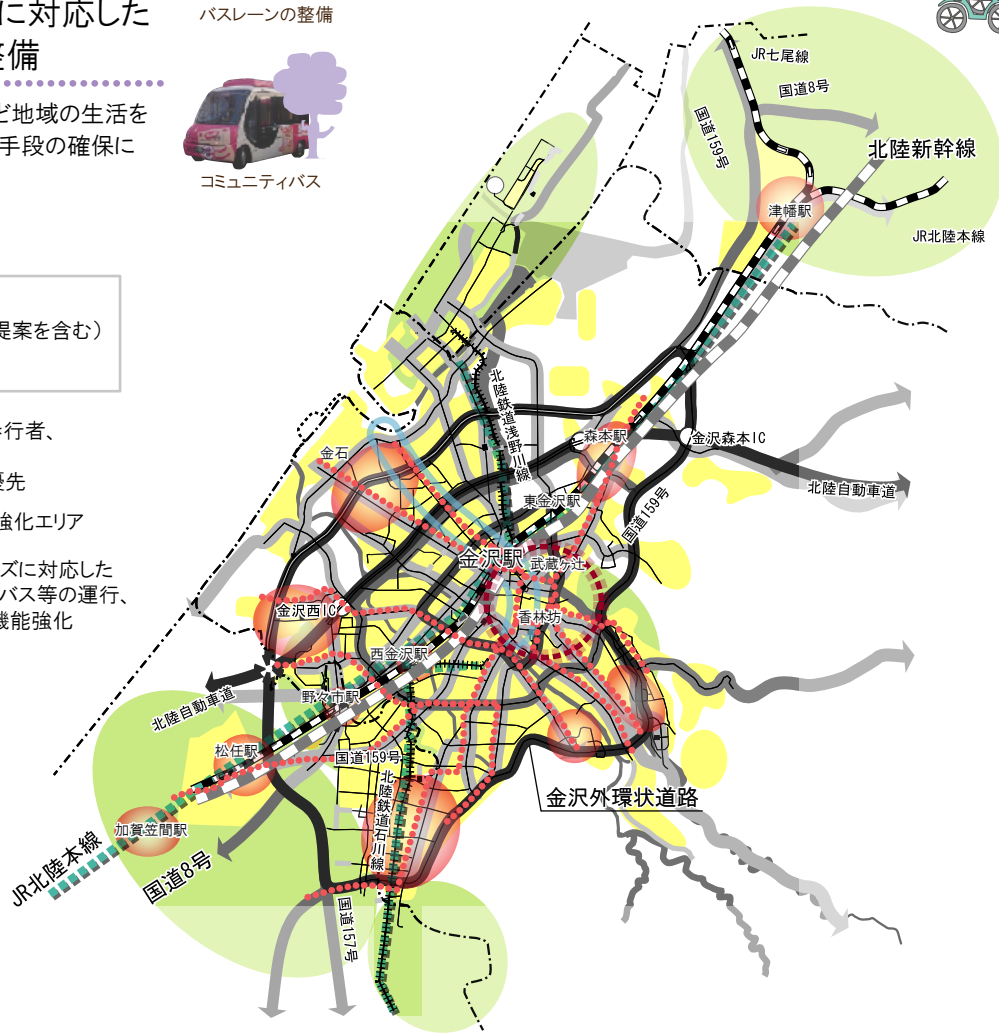 に対応した
整備
バスレーンの整備
ど地域の生活を
手段の確保に
コミュニティバス
提案を含む）
歩行者、
優先
強化エリア
ズに対応した
バス等の運行、
機能強化
JR七尾線
国道8号
国道159号
北陸新幹線
津幡駅
JR北陸本線
北陸鉄道浅野川線
金石
森本駅
金沢森本IC
北陸自動車道
東金沢駅
国道159号
金沢駅
武蔵ヶ辻
香林坊
金沢西IC
西金沢駅
野々市駅
北陸自動車道
松任駅
国道159号
北陸鉄道石川線
金沢外環状道路
加賀笠間駅
JR北陸本線
国道8号
国道157号